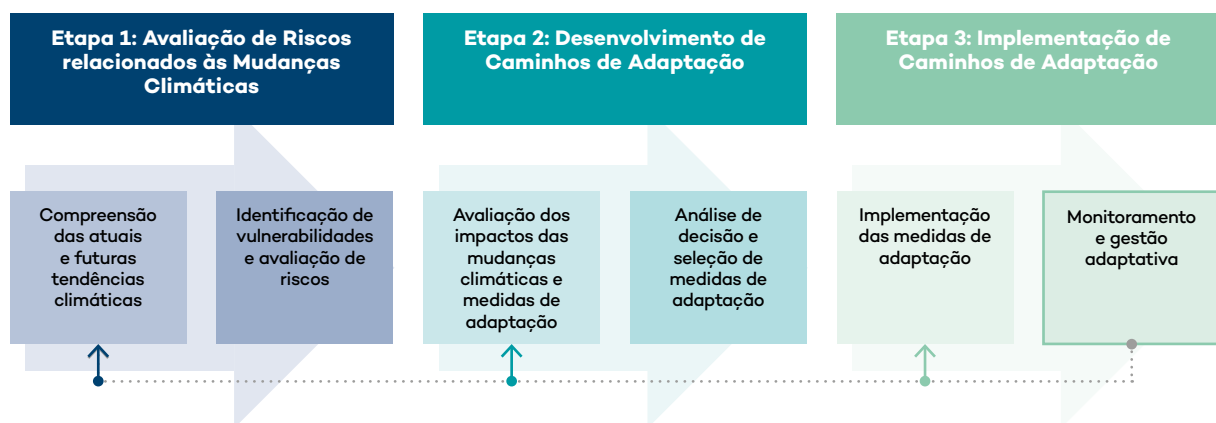 Etapa 1: Avaliação de Riscos
relacionados às Mudanças
Climáticas
Etapa 2: Desenvolvimento de
Caminhos de Adaptação
Etapa 3: Implementação de
Caminhos de Adaptação
Compreensão
das atuais
e futuras
tendências
climáticas
Identificação de
vulnerabilidades
e avaliação de
riscos
Avaliação dos
impactos das
mudanças
climáticas e
medidas de
adaptação
Análise de
decisão e
seleção de
medidas de
adaptação
Implementação
das medidas de
adaptação
Monitoramento
e gestão
adaptativa